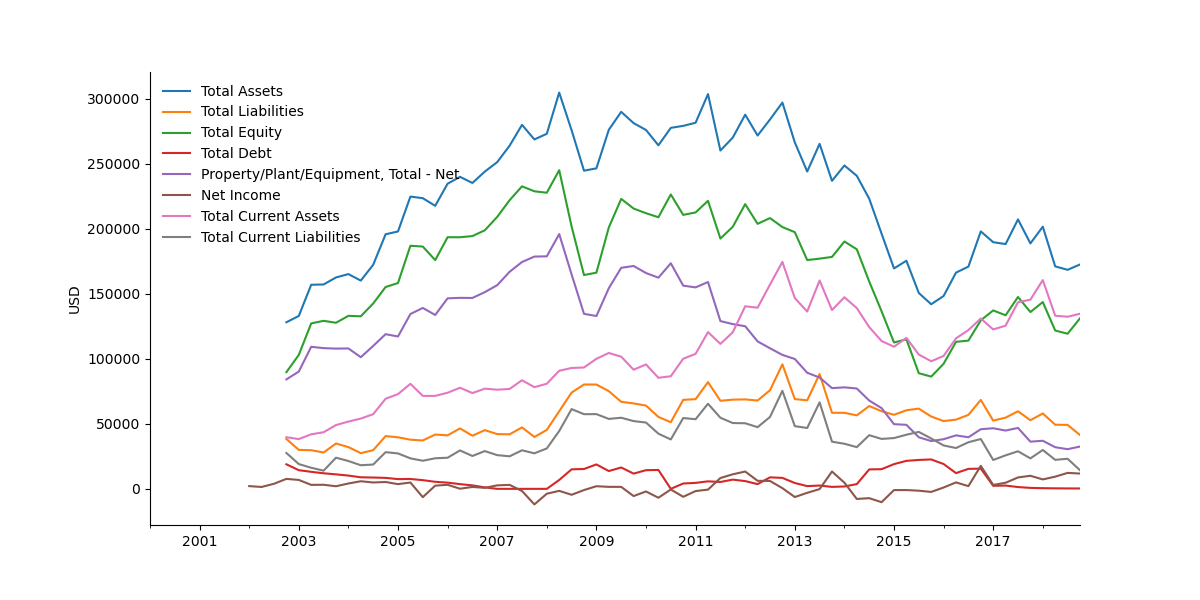 300000
250000
200000
150000
100000
50000
0
USD
Total Assets
Total Liabilities
Total Equity
Total Debt
Property/Plant/Equipment, Total - Net
Net Income
Total Current Assets
Total Current Liabilities
2001 2003 2005 2007 2009 2011 2013 2015 2017